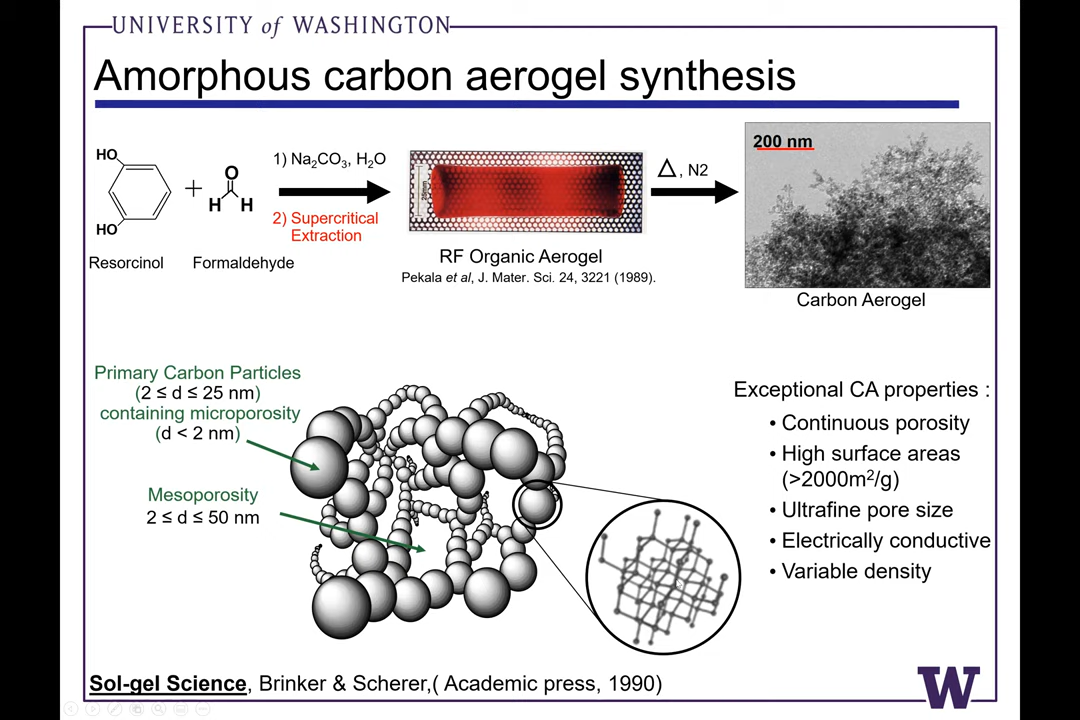 UNIVERSITY of WASHINGTON
Amorphous carbon aerogel synthesis
HO
HO
Resorcinol
+
O
H H
Formaldehyde
1) Na₂CO₃, H₂O
2) Supercritical
Extraction
25mm
RF Organic Aerogel
Pekala et al, J. Mater. Sci. 24, 3221 (1989).
△, N2
200 nm
Carbon Aerogel
Primary Carbon Particles
(2 ≤ d ≤ 25 nm)
containing microporosity
(d < 2 nm)
Mesoporosity
2 ≤ d ≤ 50 nm
Exceptional CA properties :
• Continuous porosity
• High surface areas
(>2000m²/g)
• Ultrafine pore size
• Electrically conductive
• Variable density
Sol-gel Science, Brinker & Scherer,( Academic press, 1990)
W